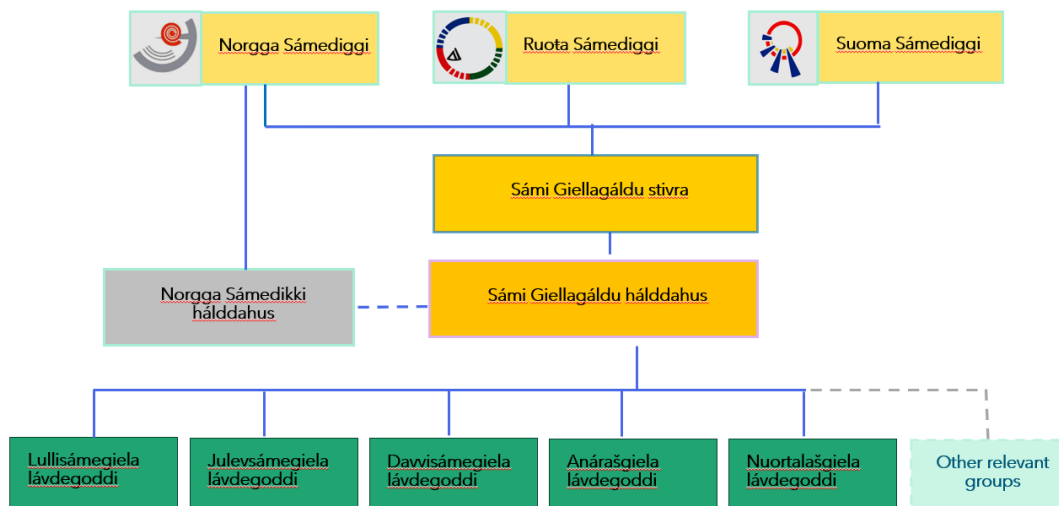 Norgga Sámediggi
Ruoŧa Sámediggi
Suoma Sámediggi
Sámi Giellagáldu stivra
Norgga Sámedikki
hálddahus
Sámi Giellagáldu hálddahus
Lullisámegiela
lávdegoddi
Julevsámegiela
lávdegoddi
Davvisámegiela
lávdegoddi
Anárašgiela
lávdegoddi
Nuortalašgiela
lávdegoddi
Other relevant
groups